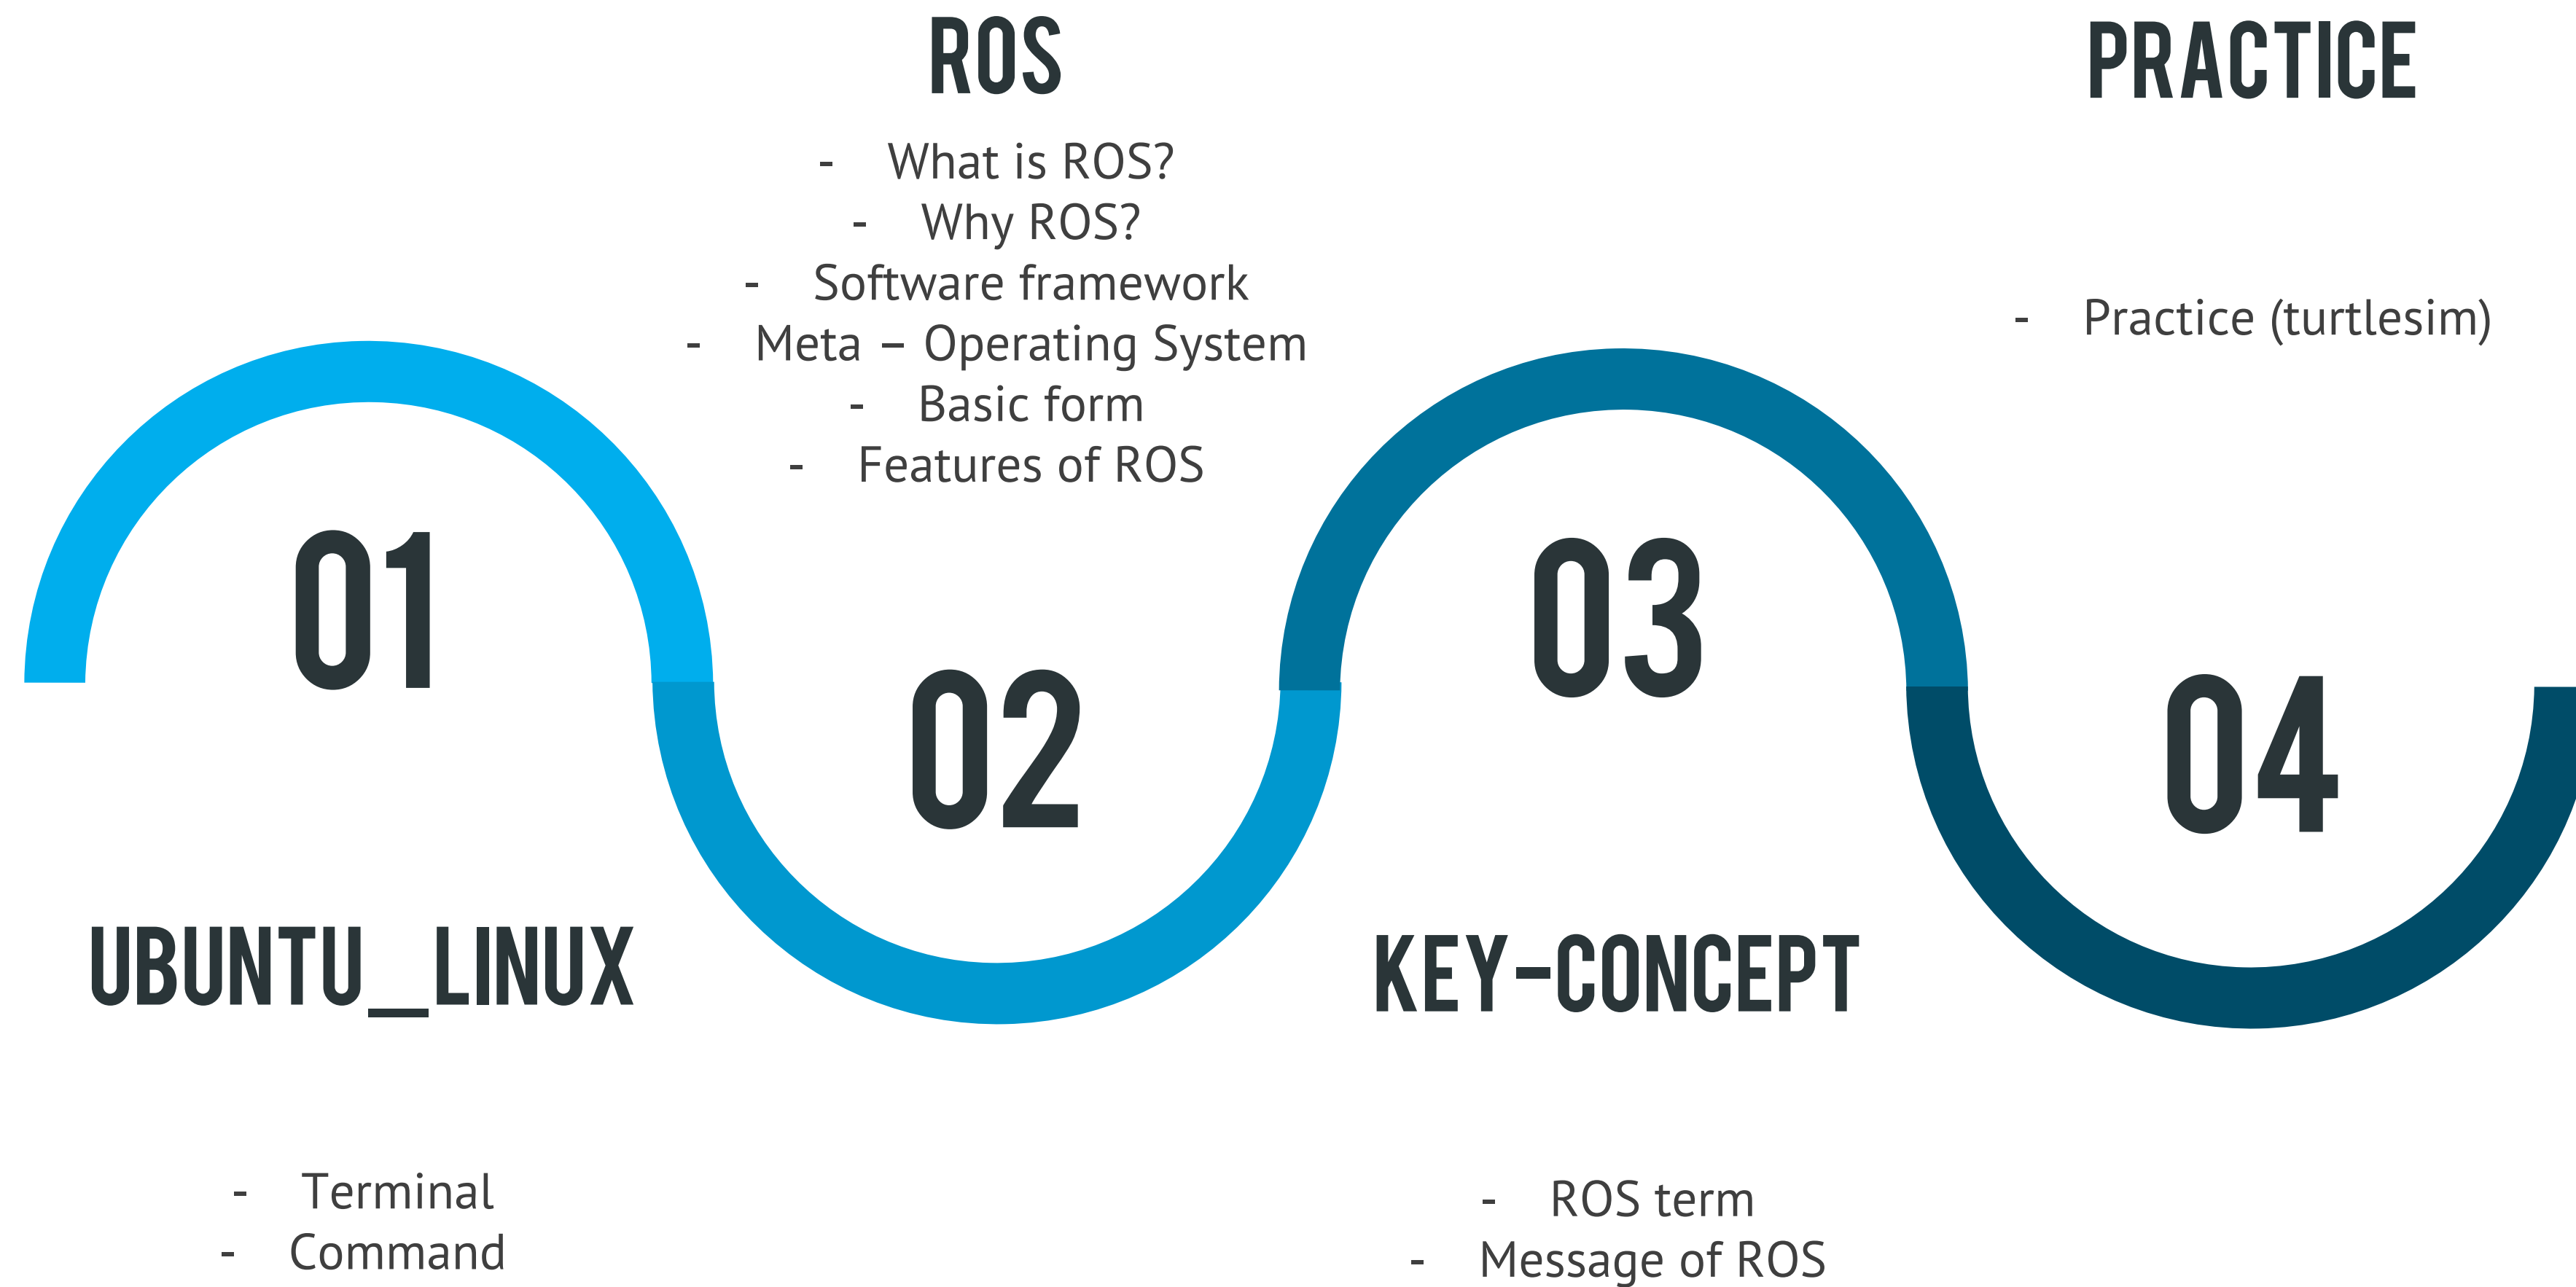 01
UBUNTU_LINUX
- Terminal
- Command
ROS
- What is ROS?
- Why ROS?
- Software framework
- Meta – Operating System
- Basic form
- Features of ROS
02
03
KEY-CONCEPT
- ROS term
- Message of ROS
PRACTICE
- Practice (turtlesim)
04